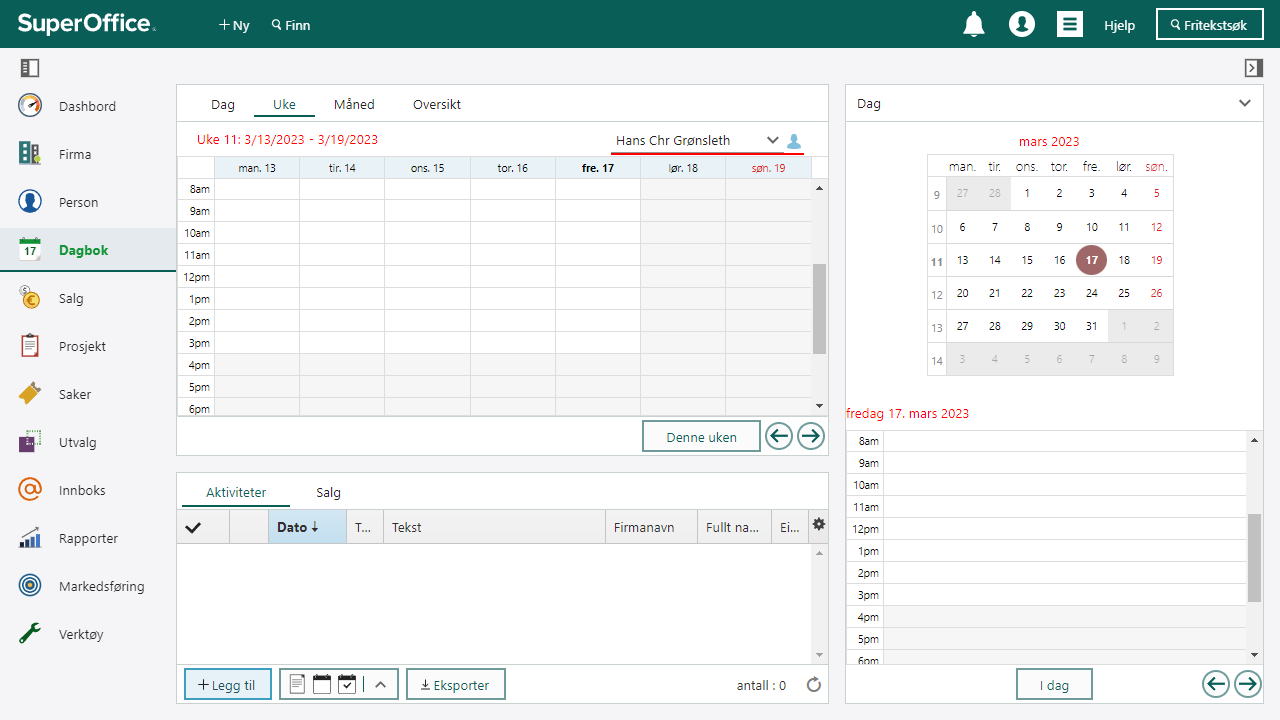 SuperOffice
Ny
Finn
Hjelp
Fritekstsøk
Dashbord
Firma
Person
17
Dagbok
Salg
Prosjekt
Saker
Utvalg
Innboks
Rapporter
Markedsføring
Verktøy
Dag Uke Måned Oversikt
Uke 11: 3/13/2023 - 3/19/2023
Hans Chr Grønsleth
man. 13 tir. 14 ons. 15 tor. 16 fre. 17 lør. 18 søn. 19
8am
9am
10am
11am
12pm
1pm
2pm
3pm
4pm
5pm
6pm
Denne uken
Aktiviteter Salg
Dato T... Tekst Firmanavn Fullt na... Ei...
Legg til
Eksporter
antall : 0
Dag
mars 2023
man. tir. ons. tor. fre. lør. søn.
9 27 28 1 2 3 4 5
10 6 7 8 9 10 11 12
11 13 14 15 16 17 18 19
12 20 21 22 23 24 25 26
13 27 28 29 30 31 1 2
14 3 4 5 6 7 8 9
fredag 17. mars 2023
8am
9am
10am
11am
12pm
1pm
2pm
3pm
4pm
5pm
6pm
I dag